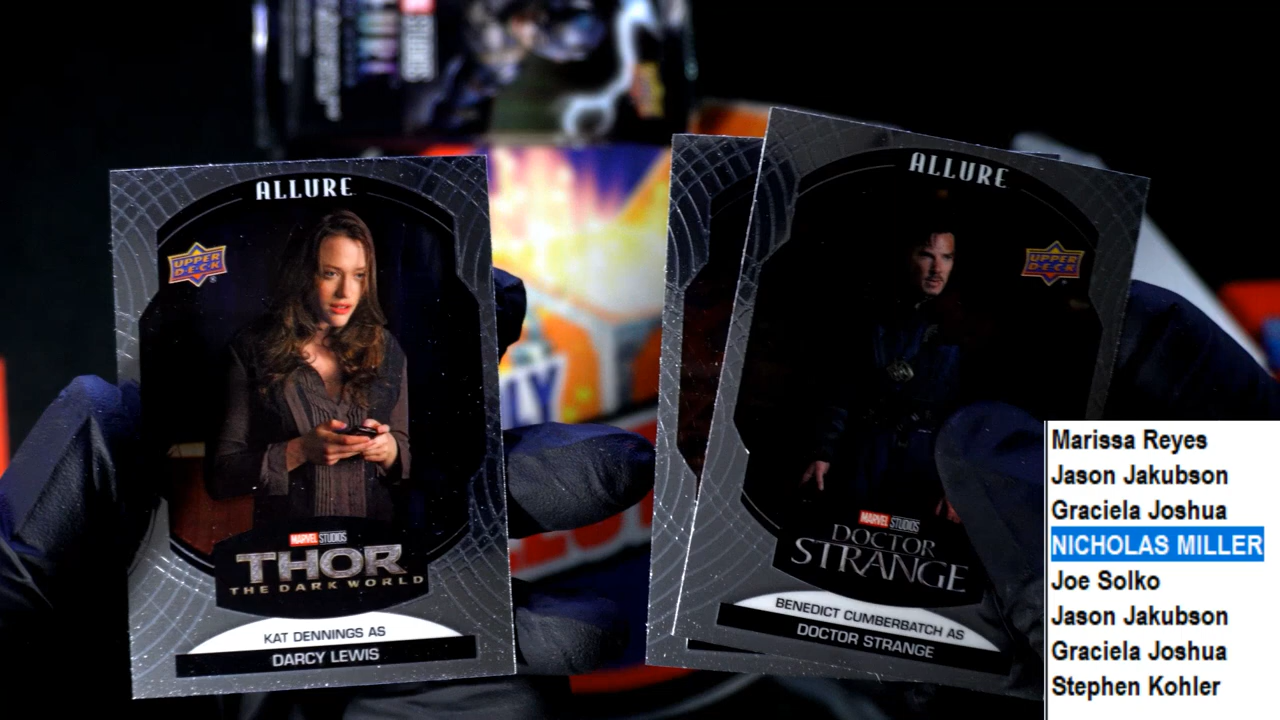 STUDIOS
ALLURE
UPPER
D·E·C·K
MARVEL STUDIOS
THOR
THE DARK WORLD
KAT DENNINGS AS
DARCY LEWIS
ALLURE
UPPER
D·E·C·K
MARVEL STUDIOS
DOCTOR
STRANGE
BENEDICT CUMBERBATCH AS
DOCTOR STRANGE
Marissa Reyes
Jason Jakubson
Graciela Joshua
NICHOLAS MILLER
Joe Solko
Jason Jakubson
Graciela Joshua
Stephen Kohler